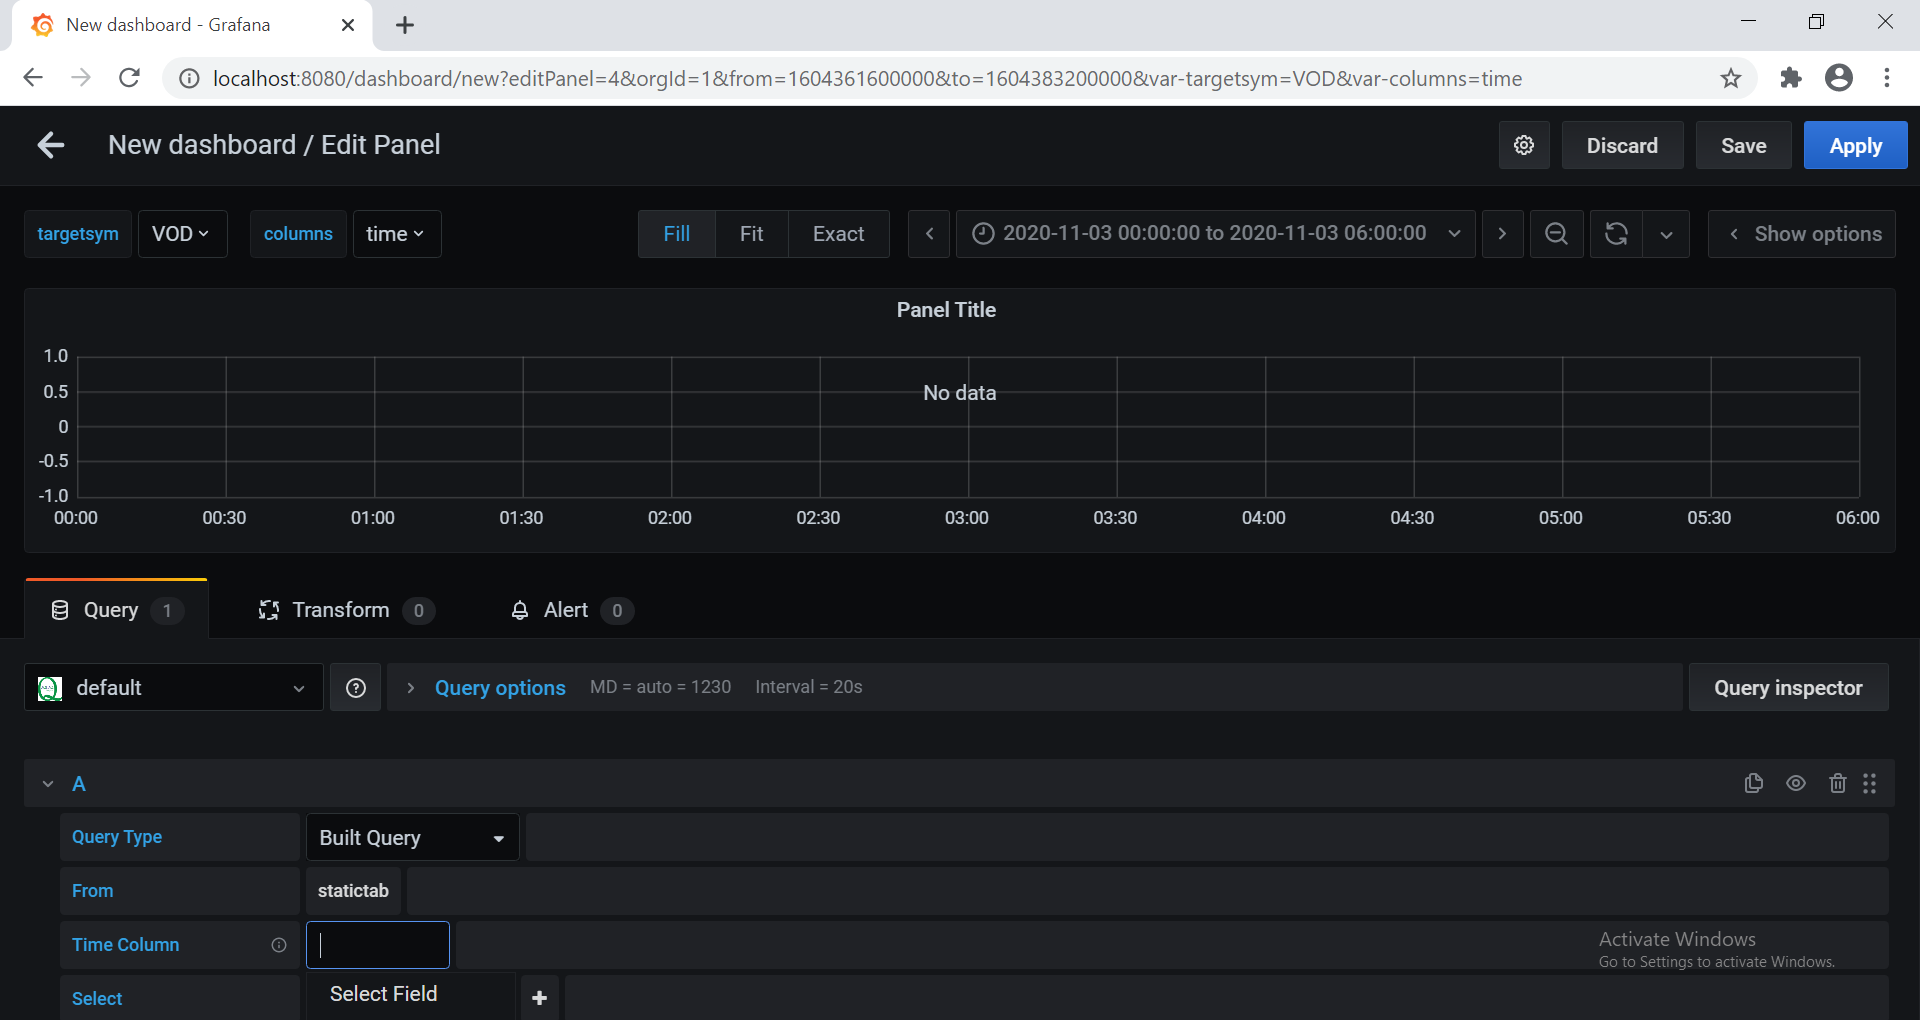 New dashboard - Grafana
localhost:8080/dashboard/new?editPanel=4&orgId=1&from=1604361600000&to=1604383200000&var-targetsym=VOD&var-columns=time
New dashboard / Edit Panel
Discard
Save
Apply
targetsym
VOD
columns
time
Fill
Fit
Exact
2020-11-03 00:00:00 to 2020-11-03 06:00:00
Show options
Panel Title
1.0
0.5
0
-0.5
-1.0
No data
00:00
00:30
01:00
01:30
02:00
02:30
03:00
03:30
04:00
04:30
05:00
05:30
06:00
Query 1
Transform 0
Alert 0
default
Query options
MD = auto = 1230
Interval = 20s
Query inspector
A
Query Type
Built Query
From
statictab
Time Column
Activate Windows
Go to Settings to activate Windows.
Select
Select Field